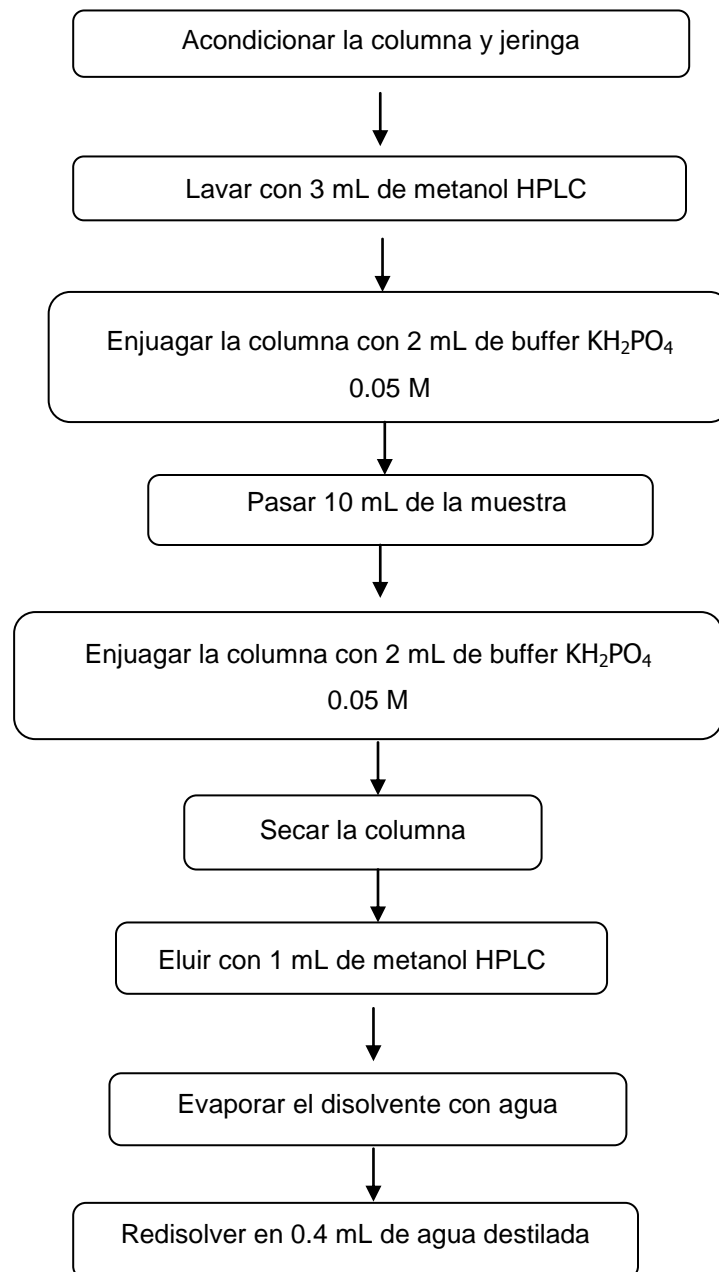 Acondicionar la columna y jeringa
Lavar con 3 mL de metanol HPLC
Enjuagar la columna con 2 mL de buffer KH₂PO₄
0.05 M
Pasar 10 mL de la muestra
Enjuagar la columna con 2 mL de buffer KH₂PO₄
0.05 M
Secar la columna
Eluir con 1 mL de metanol HPLC
Evaporar el disolvente con agua
Redisolver en 0.4 mL de agua destilada